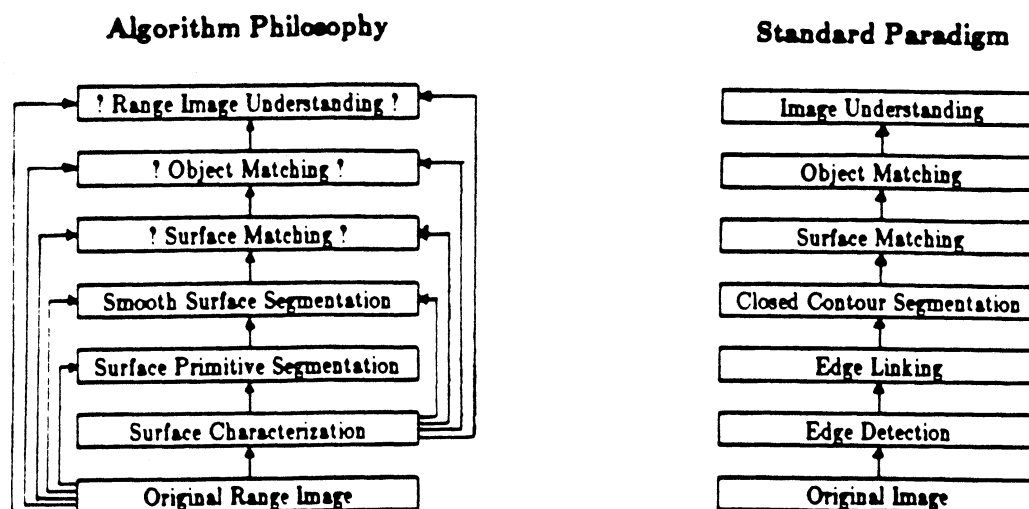 Algorithm Philosophy
? Range Image Understanding ?
? Object Matching ?
? Surface Matching ?
Smooth Surface Segmentation
Surface Primitive Segmentation
Surface Characterization
Original Range Image
Standard Paradigm
Image Understanding
Object Matching
Surface Matching
Closed Contour Segmentation
Edge Linking
Edge Detection
Original Image